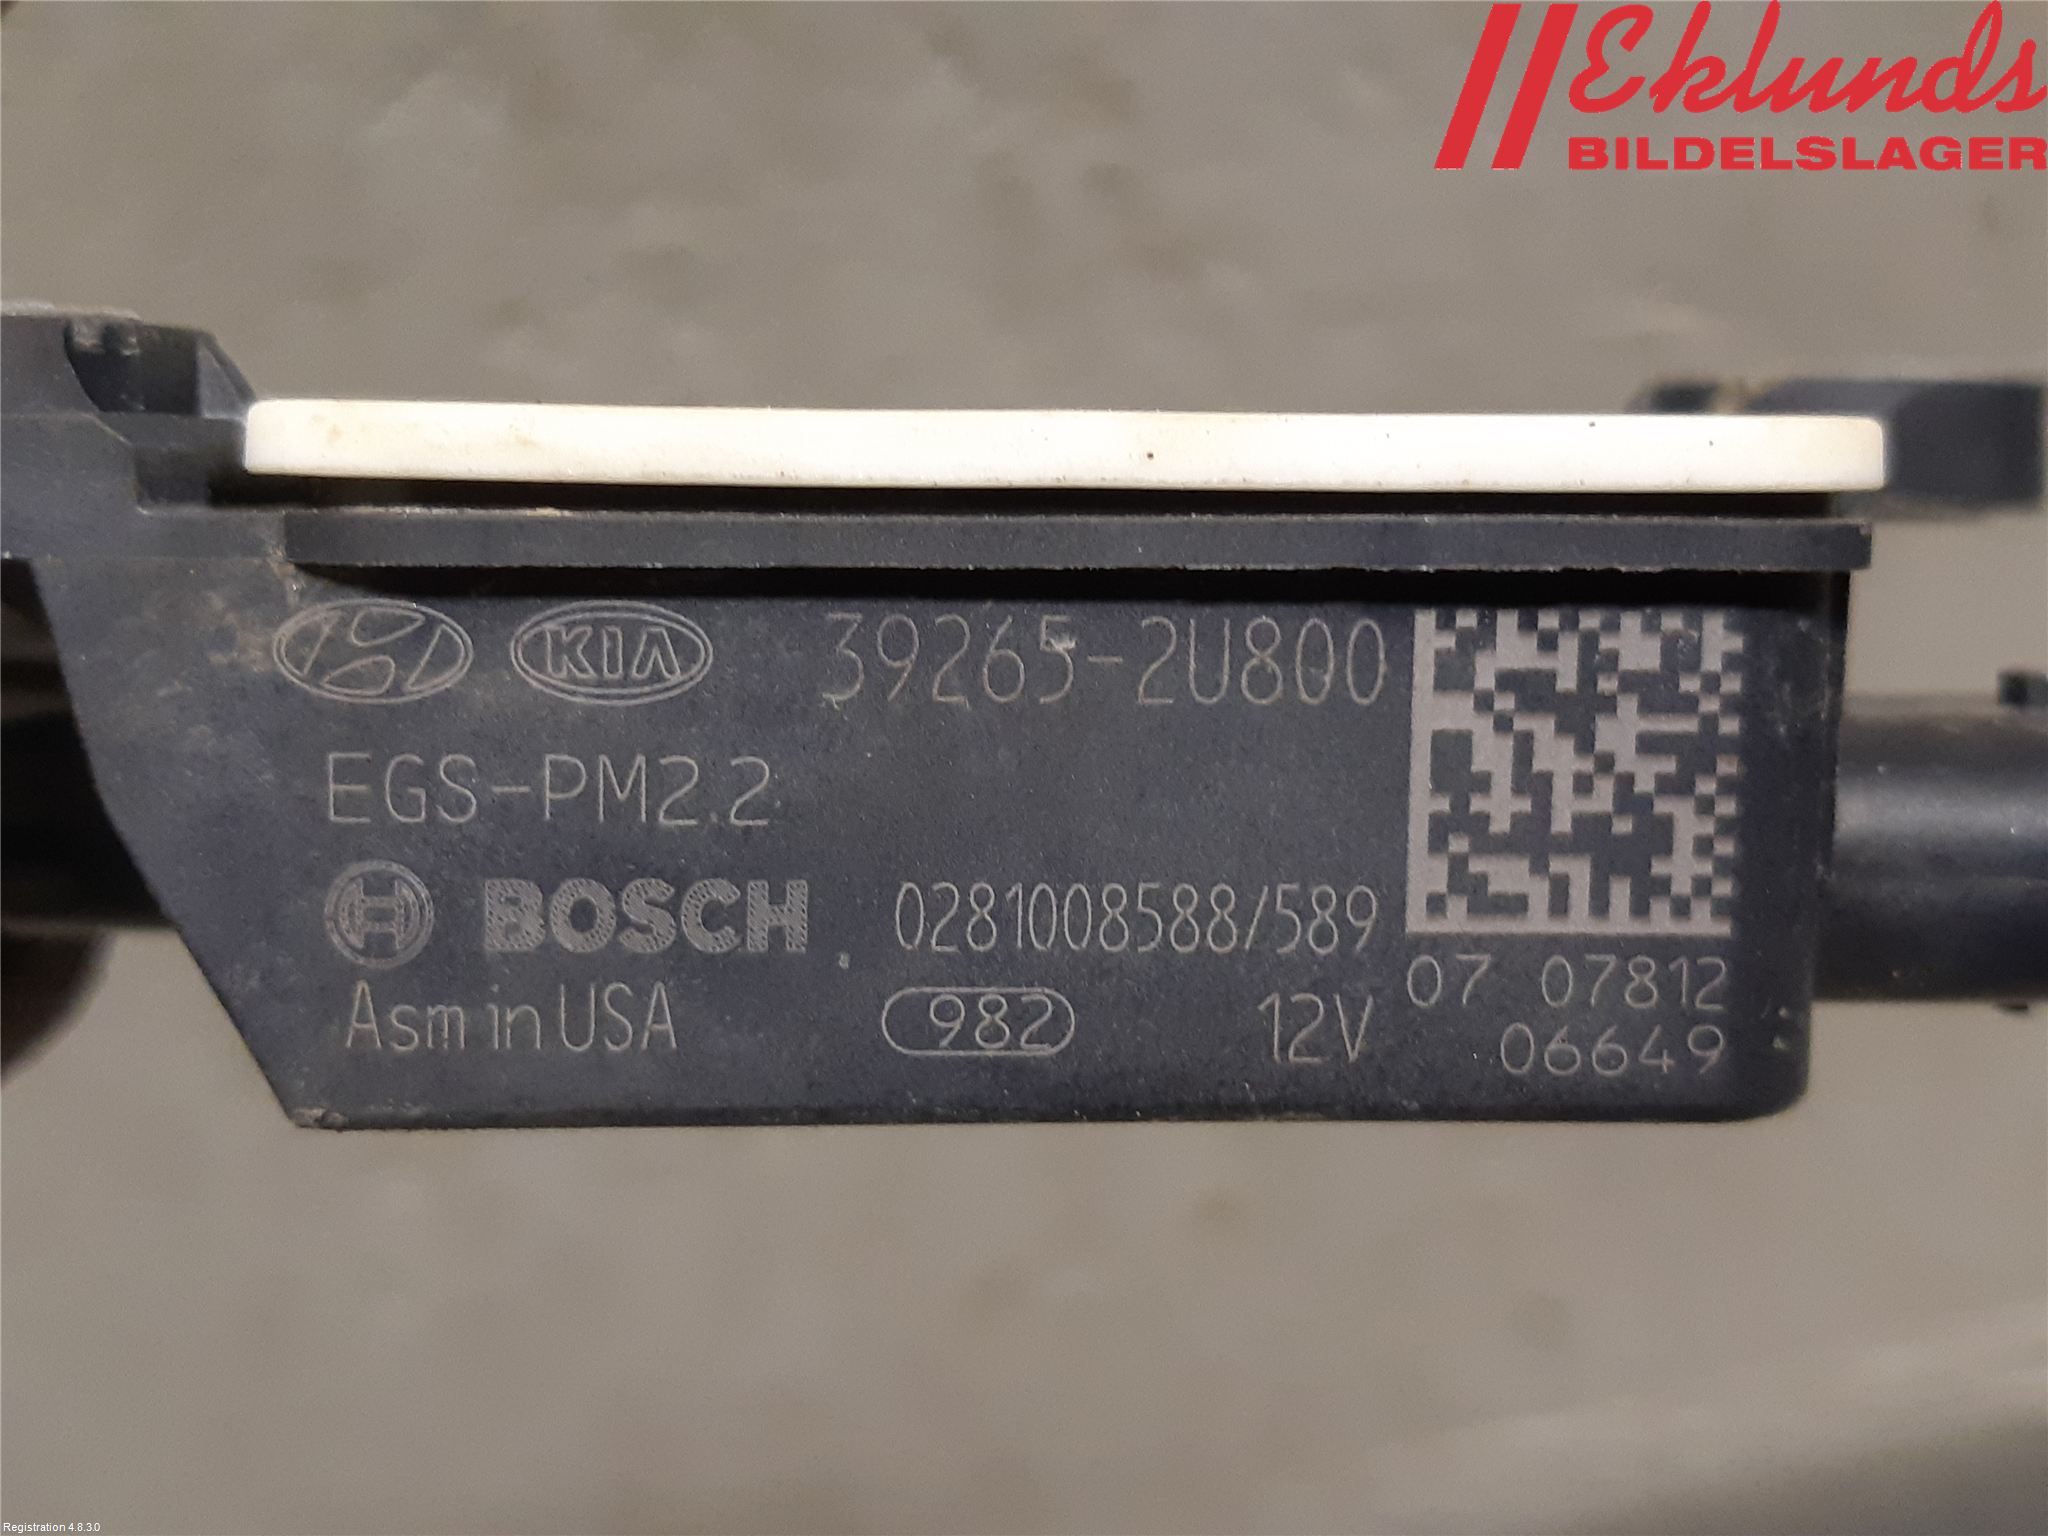 Eklunds
BILDELSLAGER
KIA 39265-2U800
EGS-PM2.2
BOSCH 0281008588/589
07 07812
Asm in USA 982 12V
06649
Registration 4.8.3.0